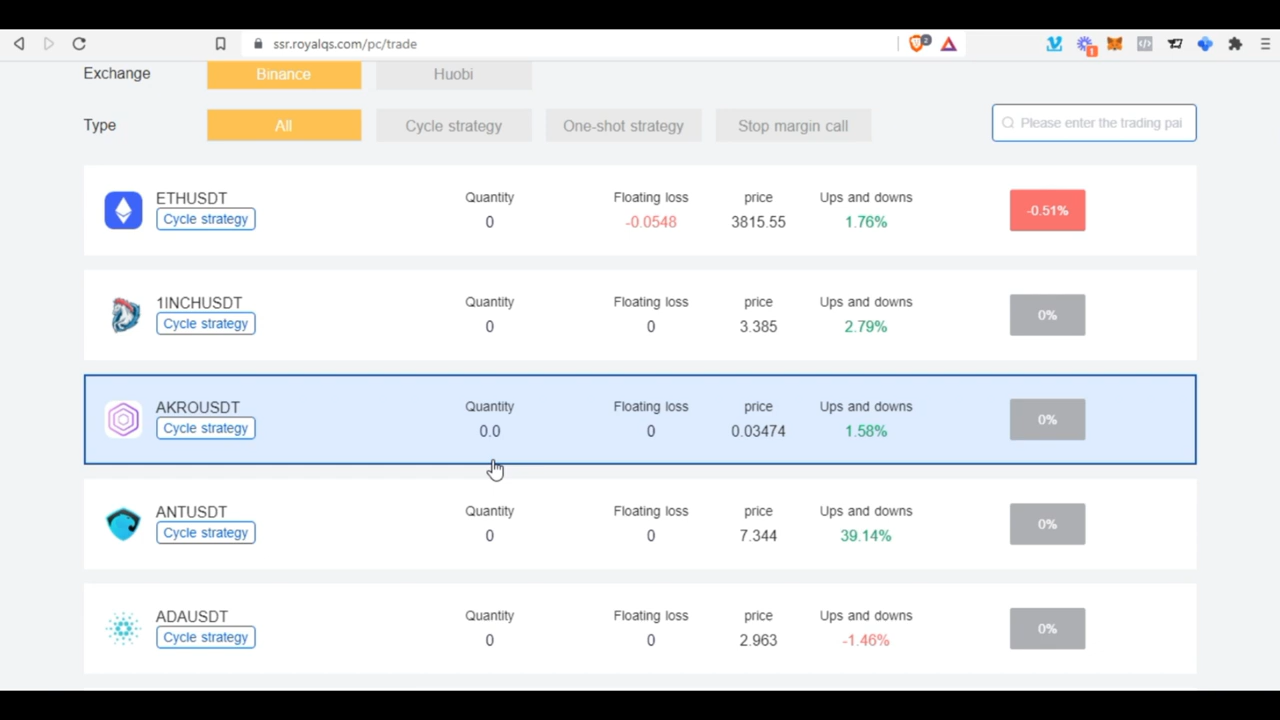 ssr.royalqs.com/pc/trade
2
1
Exchange Binance Huobi
Type All Cycle strategy One-shot strategy Stop margin call Please enter the trading pai
ETHUSDT Quantity Floating loss price Ups and downs
Cycle strategy 0 -0.0548 3815.55 1.76% -0.51%
1INCHUSDT Quantity Floating loss price Ups and downs
Cycle strategy 0 0 3.385 2.79% 0%
AKROUSDT Quantity Floating loss price Ups and downs
Cycle strategy 0.0 0 0.03474 1.58% 0%
ANTUSDT Quantity Floating loss price Ups and downs
Cycle strategy 0 0 7.344 39.14% 0%
ADAUSDT Quantity Floating loss price Ups and downs
Cycle strategy 0 0 2.963 -1.46% 0%